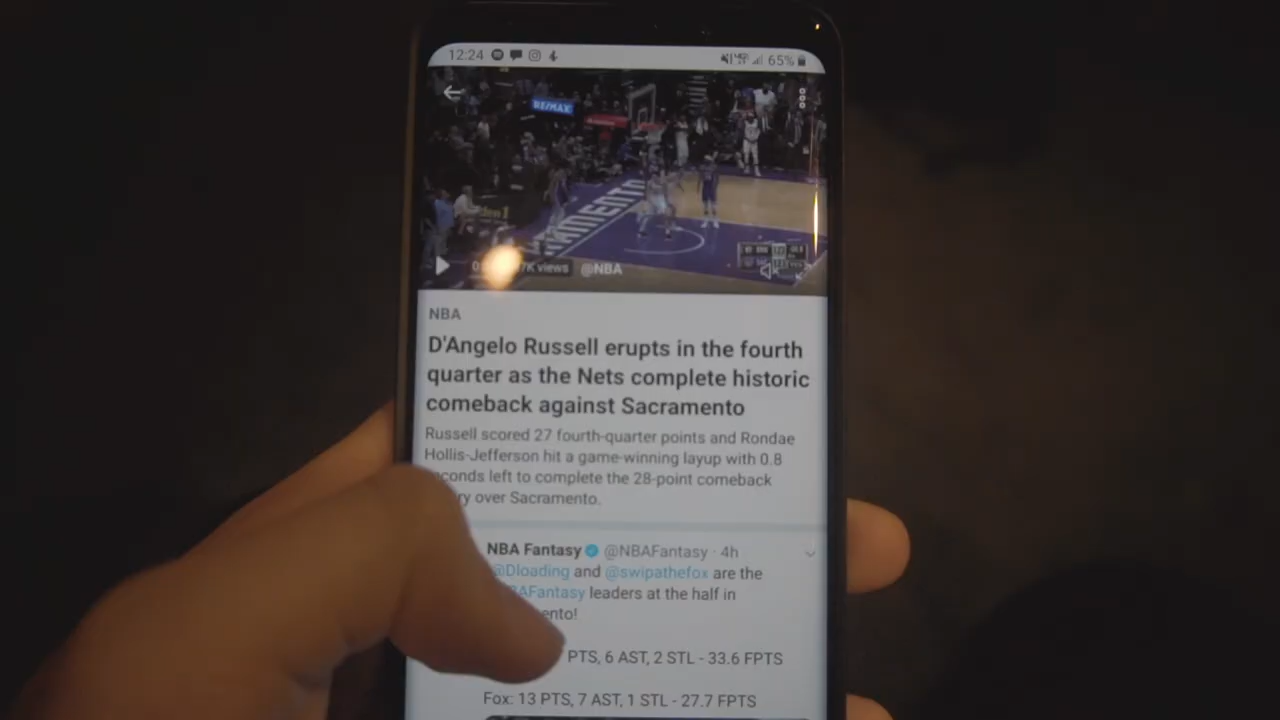 12:24 65%
RE/MAX
RAMENTO
7K views @NBA
NBA
D'Angelo Russell erupts in the fourth
quarter as the Nets complete historic
comeback against Sacramento
Russell scored 27 fourth-quarter points and Rondae
Hollis-Jefferson hit a game-winning layup with 0.8
econds left to complete the 28-point comeback
ry over Sacramento.
NBA Fantasy @NBAFantasy · 4h
@Dloading and @swipathefox are the
BAFantasy leaders at the half in
ento!
PTS, 6 AST, 2 STL - 33.6 FPTS
Fox: 13 PTS, 7 AST, 1 STL - 27.7 FPTS